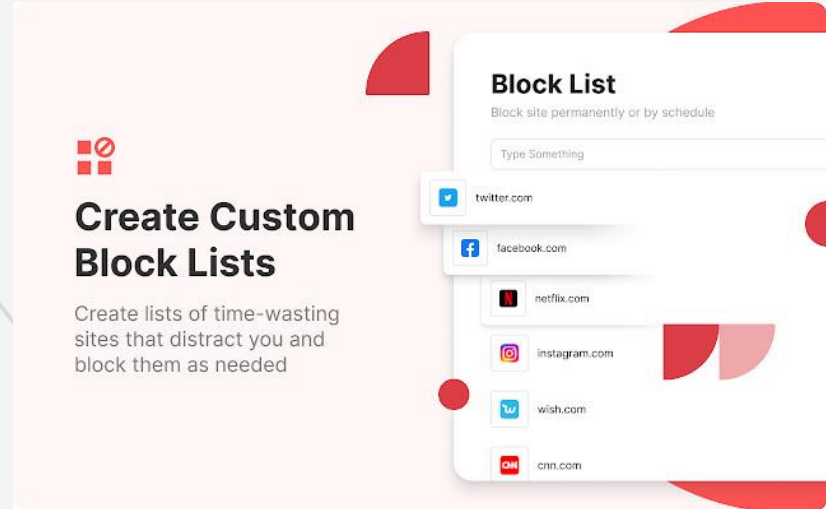 Create Custom
Block Lists
Create lists of time-wasting
sites that distract you and
block them as needed
Block List
Block site permanently or by schedule
Type Something
twitter.com
facebook.com
N
netflix.com
instagram.com
wish.com
CNN
cnn.com